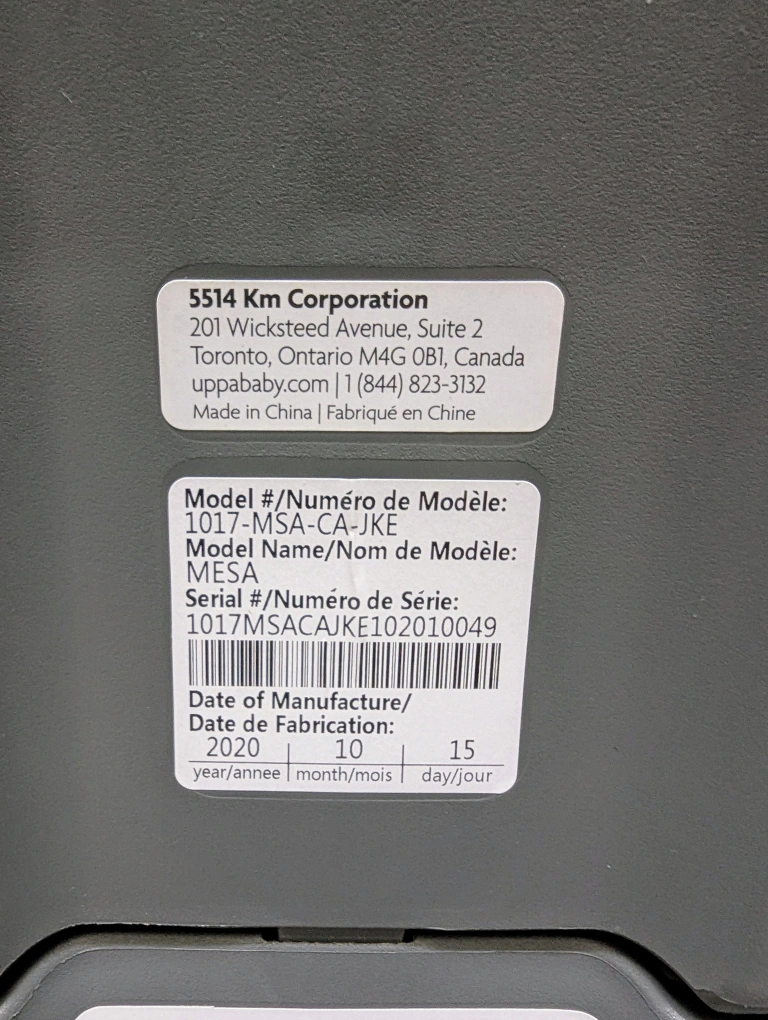 5514 Km Corporation
201 Wicksteed Avenue, Suite 2
Toronto, Ontario M4G 0B1, Canada
uppababy.com | 1 (844) 823-3132
Made in China | Fabriqué en Chine
Model #/Numéro de Modèle:
1017-MSA-CA-JKE
Model Name/Nom de Modèle:
MESA
Serial #/Numéro de Série:
1017MSACAJKE102010049
Date of Manufacture/
Date de Fabrication:
2020 | 10 | 15
year/annee | month/mois | day/jour